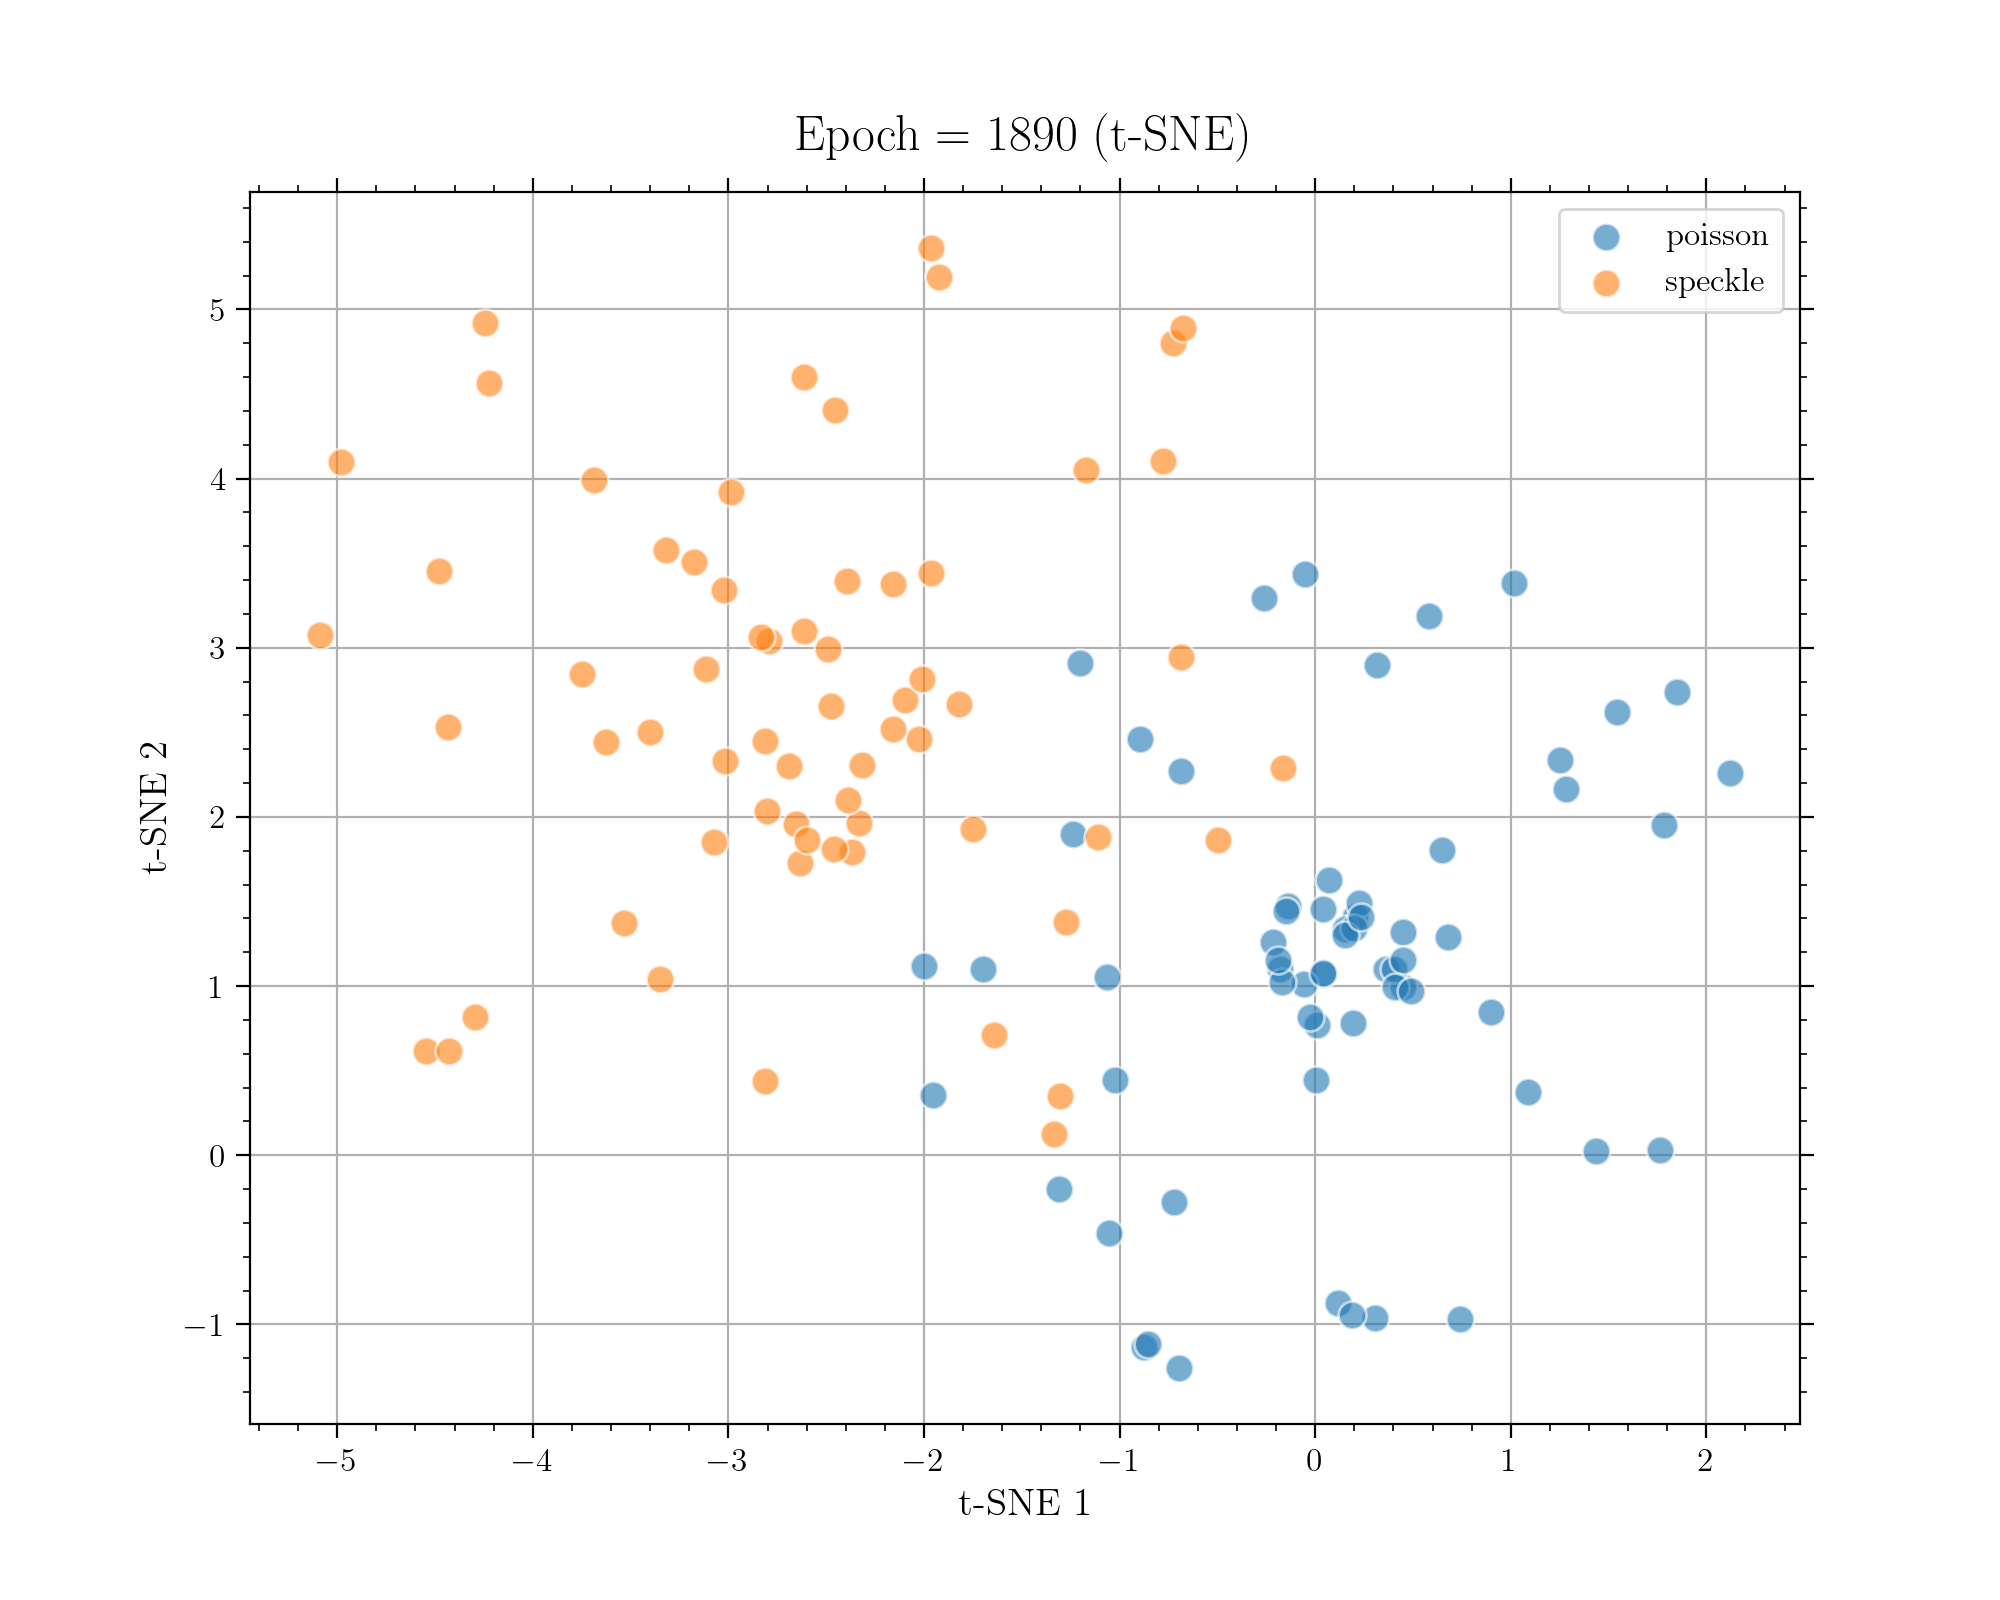 Epoch = 1890 (t-SNE)
poisson
speckle
5
4
3
2
1
0
−1
t-SNE 2
−5 −4 −3 −2 −1 0 1 2
t-SNE 1